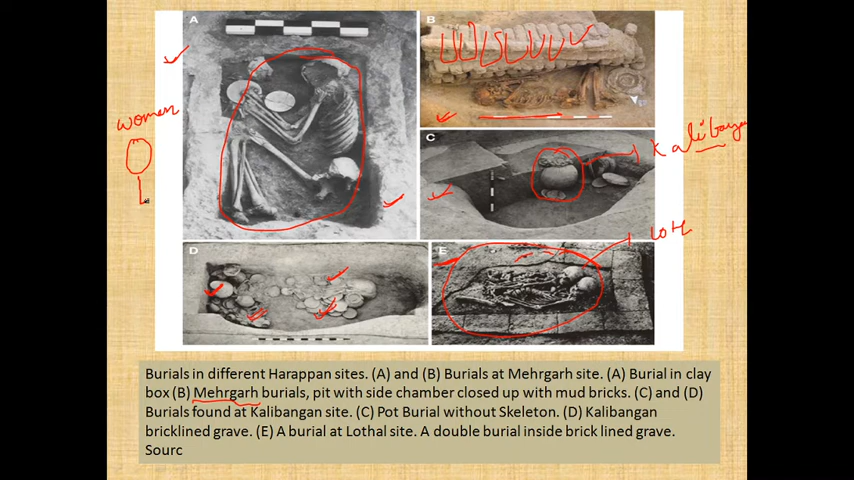 A
B
women
C
Kalibangan
D
E
Loth
Burials in different Harappan sites. (A) and (B) Burials at Mehrgarh site. (A) Burial in clay
box (B) Mehrgarh burials, pit with side chamber closed up with mud bricks. (C) and (D)
Burials found at Kalibangan site. (C) Pot Burial without Skeleton. (D) Kalibangan
bricklined grave. (E) A burial at Lothal site. A double burial inside brick lined grave.
Sourc